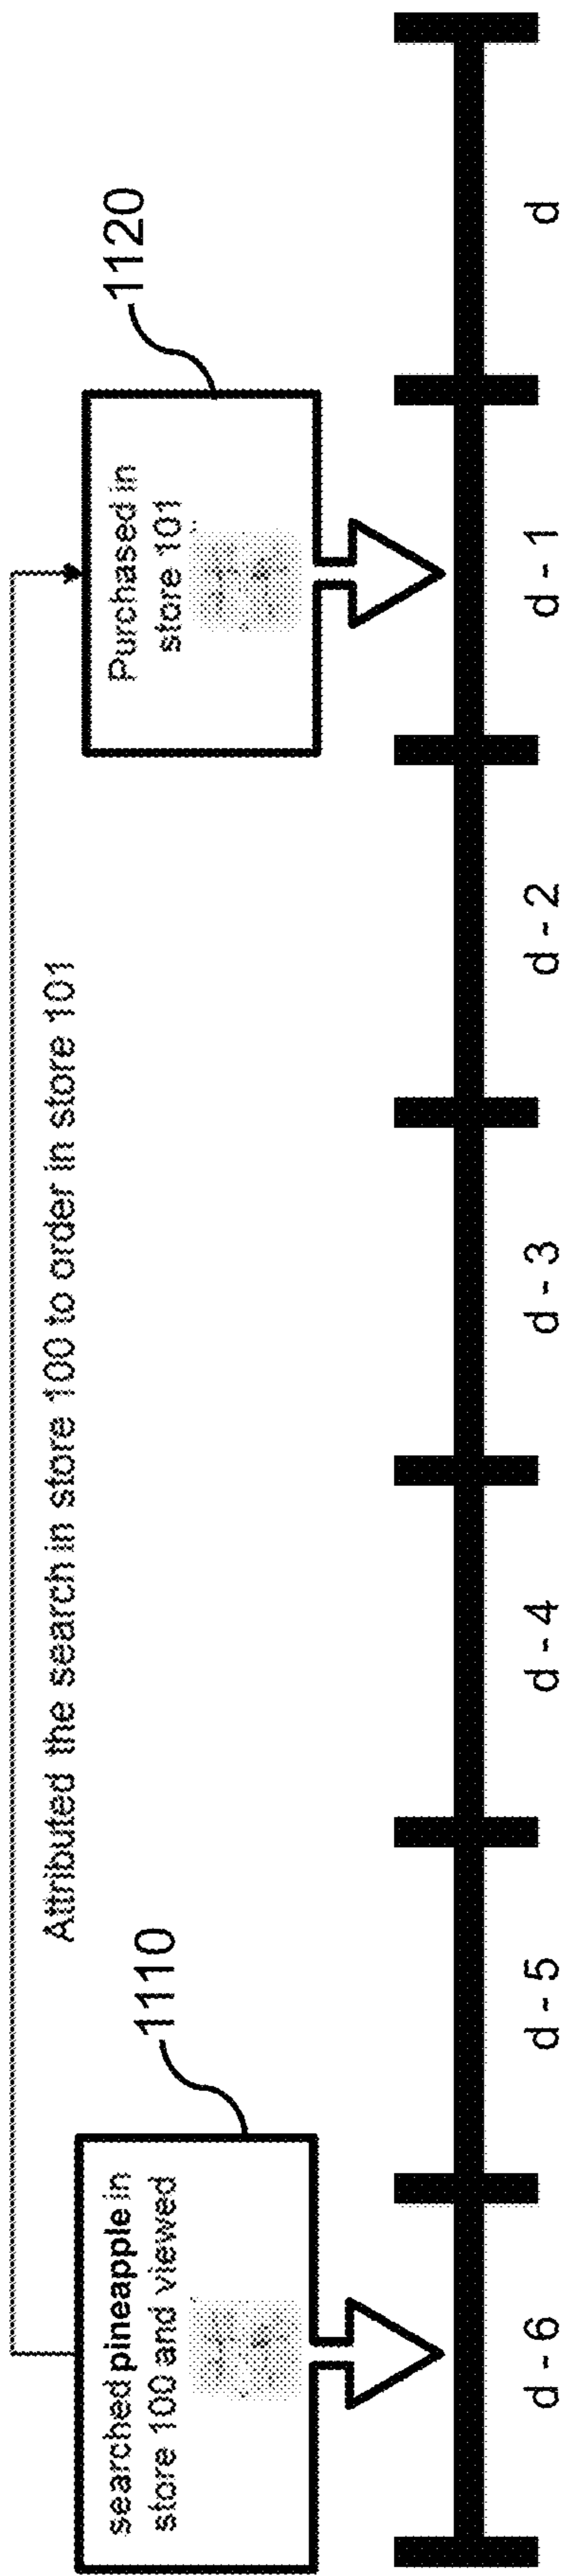 Attributed the search in store 100 to order in store 101
searched pineapple in
store 100 and viewed
1110
Purchased in
store 101
1120
d - 6
d - 5
d - 4
d - 3
d - 2
d - 1
d